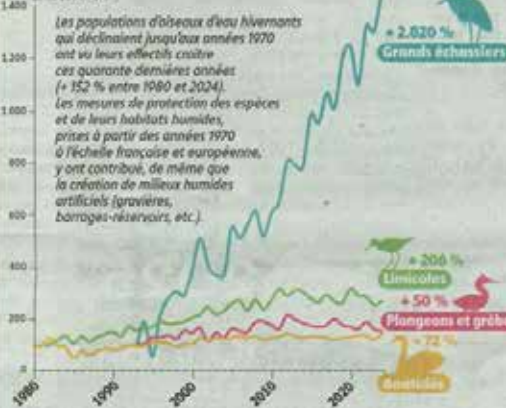 1.400
Les populations d'oiseaux d'eau hivernants
qui déclinaient jusqu'aux années 1970
ont vu leurs effectifs croître
ces quarante dernières années
(+ 152 % entre 1980 et 2024).
Les mesures de protection des espèces
et de leurs habitats humides,
prises à partir des années 1970
à l'échelle française et européenne,
y ont contribué, de même que
la création de milieux humides
artificiels (gravières,
barrages-réservoirs, etc.).
+ 2.020 %
Grands échassiers
1.000
800
600
400
+ 206 %
Limicoles
+ 50 %
200
Plongeons et grèbes
+ 72 %
Anatidés
0
1980
1990
2000
2010
2020